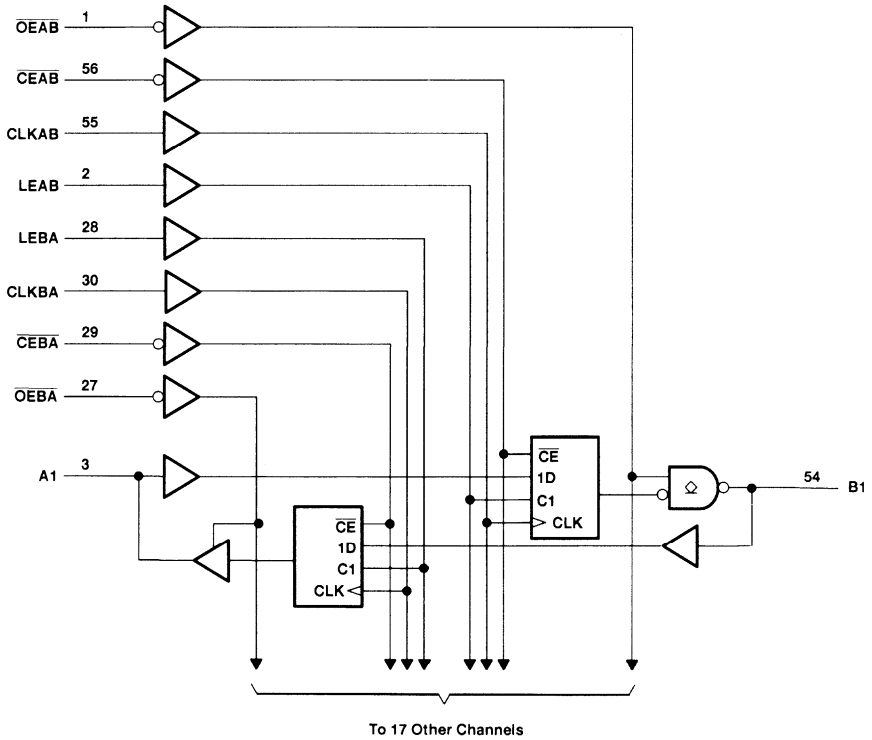 OEAB 1
CEAB 56
CLKAB 55
LEAB 2
LEBA 28
CLKBA 30
CEBA 29
OEBA 27
A1 3
CE
1D
C1
CLK
54 B1
CE
1D
C1
CLK
To 17 Other Channels